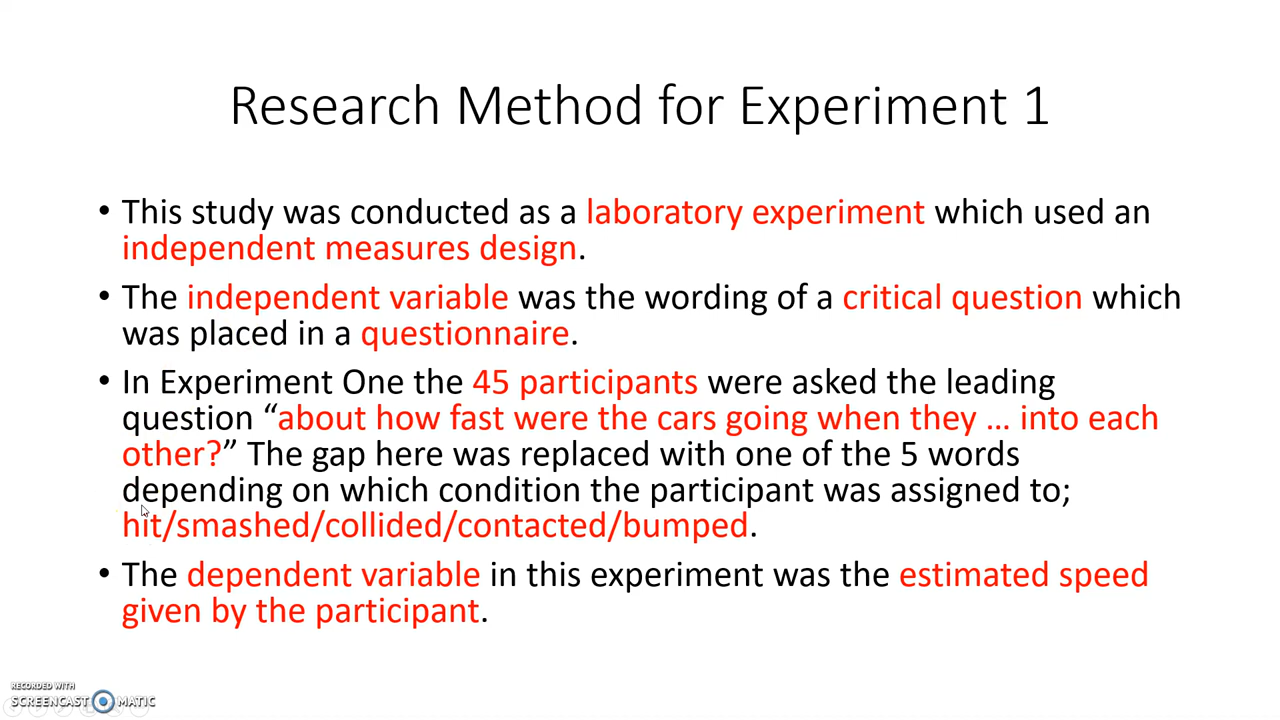 Research Method for Experiment 1
• This study was conducted as a laboratory experiment which used an
independent measures design.
• The independent variable was the wording of a critical question which
was placed in a questionnaire.
• In Experiment One the 45 participants were asked the leading
question “about how fast were the cars going when they … into each
other?” The gap here was replaced with one of the 5 words
depending on which condition the participant was assigned to;
hit/smashed/collided/contacted/bumped.
• The dependent variable in this experiment was the estimated speed
given by the participant.
RECORDED WITH
SCREENCAST MATIC